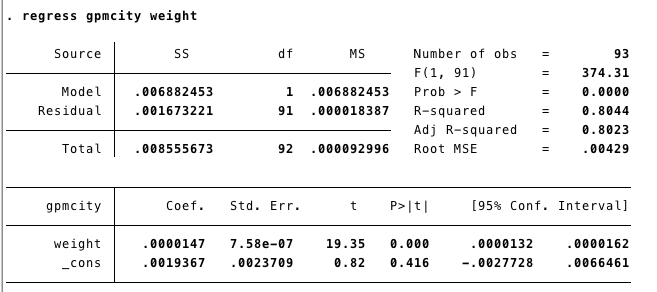 . regress gpmcity weight
Source SS df MS Number of obs = 93
F(1, 91) = 374.31
Model .006882453 1 .006882453 Prob > F = 0.0000
Residual .001673221 91 .000018387 R-squared = 0.8044
Adj R-squared = 0.8023
Total .008555673 92 .000092996 Root MSE = .00429
gpmcity Coef. Std. Err. t P>|t| [95% Conf. Interval]
weight .0000147 7.58e-07 19.35 0.000 .0000132 .0000162
_cons .0019367 .0023709 0.82 0.416 -.0027728 .0066461